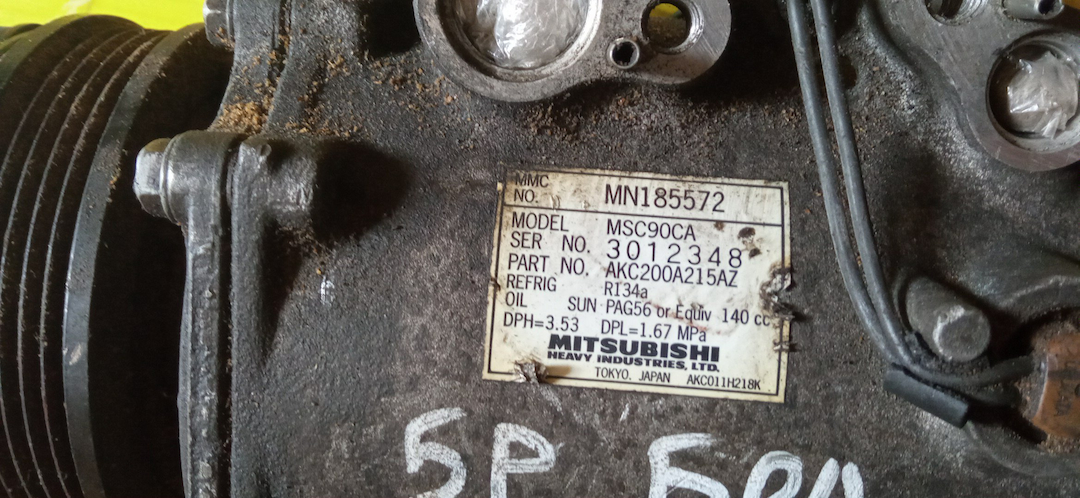 MMC NO. MN185572
MODEL MSC90CA
SER NO. 3012348
PART NO. AKC200A215AZ
REFRIG R134a
OIL SUN PAG56 or Equiv 140 cc
DPH=3.53 DPL=1.67 MPa
MITSUBISHI
HEAVY INDUSTRIES, LTD.
TOKYO, JAPAN AKC011H218K
5P